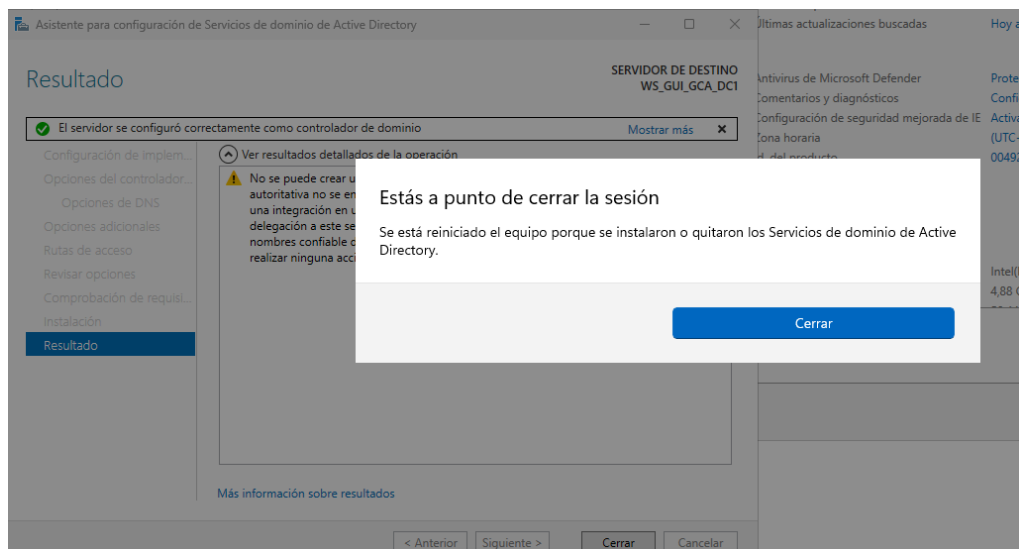 Asistente para configuración de Servicios de dominio de Active Directory
Últimas actualizaciones buscadas
Hoy a
Resultado
SERVIDOR DE DESTINO
WS_GUI_GCA_DC1
Antivirus de Microsoft Defender
Prote
Comentarios y diagnósticos
Confi
Configuración de seguridad mejorada de IE
Activa
Zona horaria
(UTC-
Id. del producto
0049
El servidor se configuró correctamente como controlador de dominio
Mostrar más
Configuración de implem...
Opciones del controlador...
Opciones de DNS
Opciones adicionales
Rutas de acceso
Revisar opciones
Comprobación de requisi...
Instalación
Resultado
Ver resultados detallados de la operación
No se puede crear u
autoritativa no se en
una integración en u
delegación a este se
nombres confiable
realizar ninguna acci
Estás a punto de cerrar la sesión
Se está reiniciado el equipo porque se instalaron o quitaron los Servicios de dominio de Active
Directory.
Cerrar
Intel(
4,88
Más información sobre resultados
< Anterior
Siguiente >
Cerrar
Cancelar